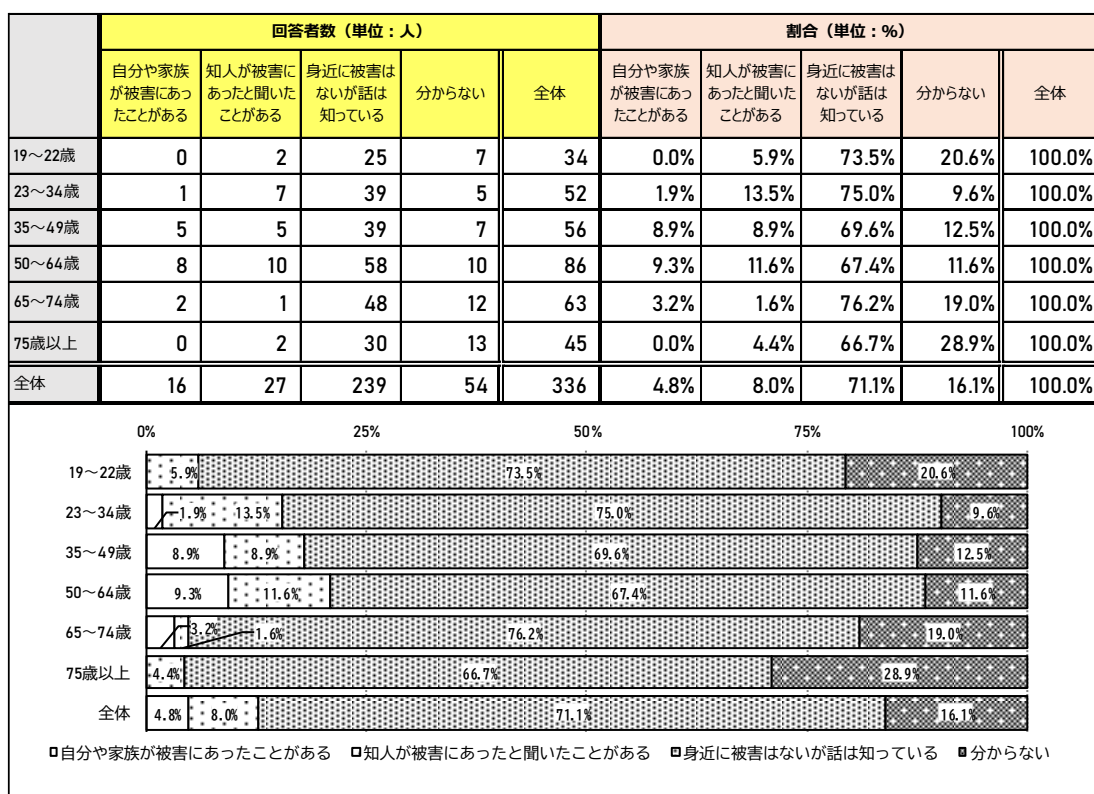 回答者数（単位：人） 割合（単位：%）
自分や家族が被害にあったことがある 知人が被害にあったと聞いたことがある 身近に被害はないが話は知っている 分からない 全体 自分や家族が被害にあったことがある 知人が被害にあったと聞いたことがある 身近に被害はないが話は知っている 分からない 全体
19～22歳 0 2 25 7 34 0.0% 5.9% 73.5% 20.6% 100.0%
23～34歳 1 7 39 5 52 1.9% 13.5% 75.0% 9.6% 100.0%
35～49歳 5 5 39 7 56 8.9% 8.9% 69.6% 12.5% 100.0%
50～64歳 8 10 58 10 86 9.3% 11.6% 67.4% 11.6% 100.0%
65～74歳 2 1 48 12 63 3.2% 1.6% 76.2% 19.0% 100.0%
75歳以上 0 2 30 13 45 0.0% 4.4% 66.7% 28.9% 100.0%
全体 16 27 239 54 336 4.8% 8.0% 71.1% 16.1% 100.0%
0% 25% 50% 75% 100%
19～22歳 5.9% 73.5% 20.6%
23～34歳 1.9% 13.5% 75.0% 9.6%
35～49歳 8.9% 8.9% 69.6% 12.5%
50～64歳 9.3% 11.6% 67.4% 11.6%
65～74歳 3.2% 1.6% 76.2% 19.0%
75歳以上 4.4% 66.7% 28.9%
全体 4.8% 8.0% 71.1% 16.1%
自分や家族が被害にあったことがある 知人が被害にあったと聞いたことがある 身近に被害はないが話は知っている 分からない